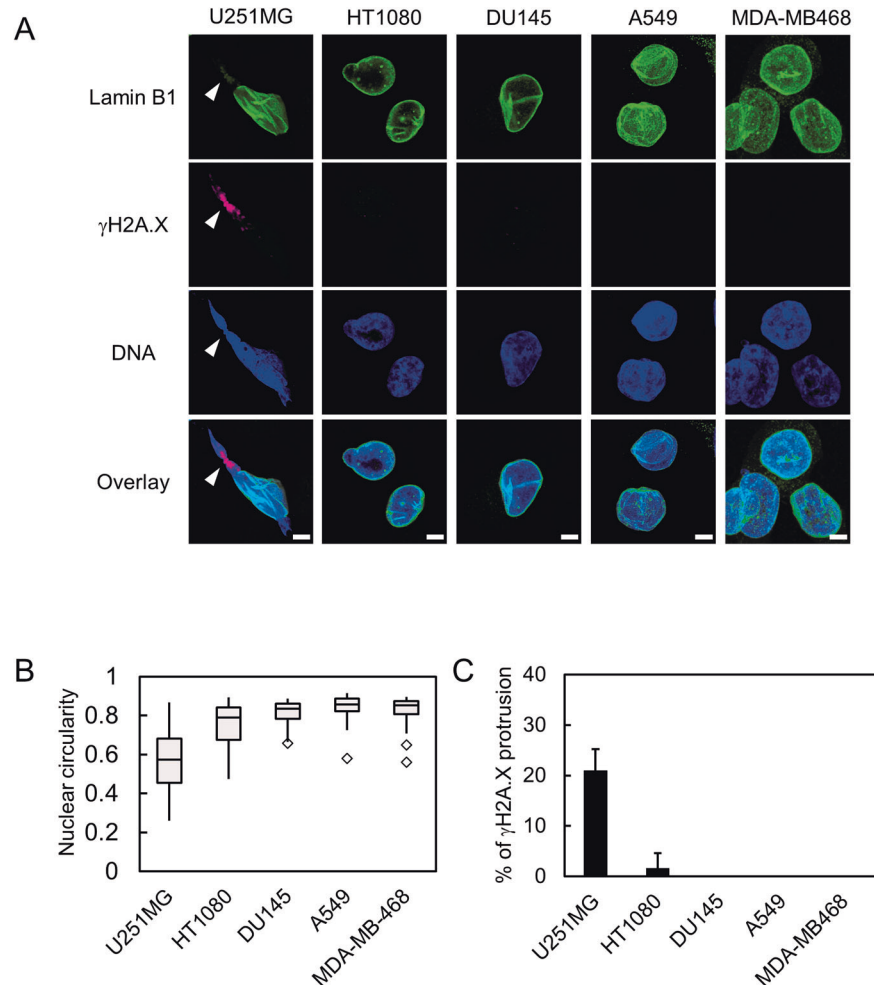 A
U251MG HT1080 DU145 A549 MDA-MB468
Lamin B1
γH2A.X
DNA
Overlay
B
Nuclear circularity
1
0.8
0.6
0.4
0.2
0
U251MG
HT1080
DU145
A549
MDA-MB-468
C
% of γH2A.X protrusion
40
30
20
10
0
U251MG
HT1080
DU145
A549
MDA-MB468